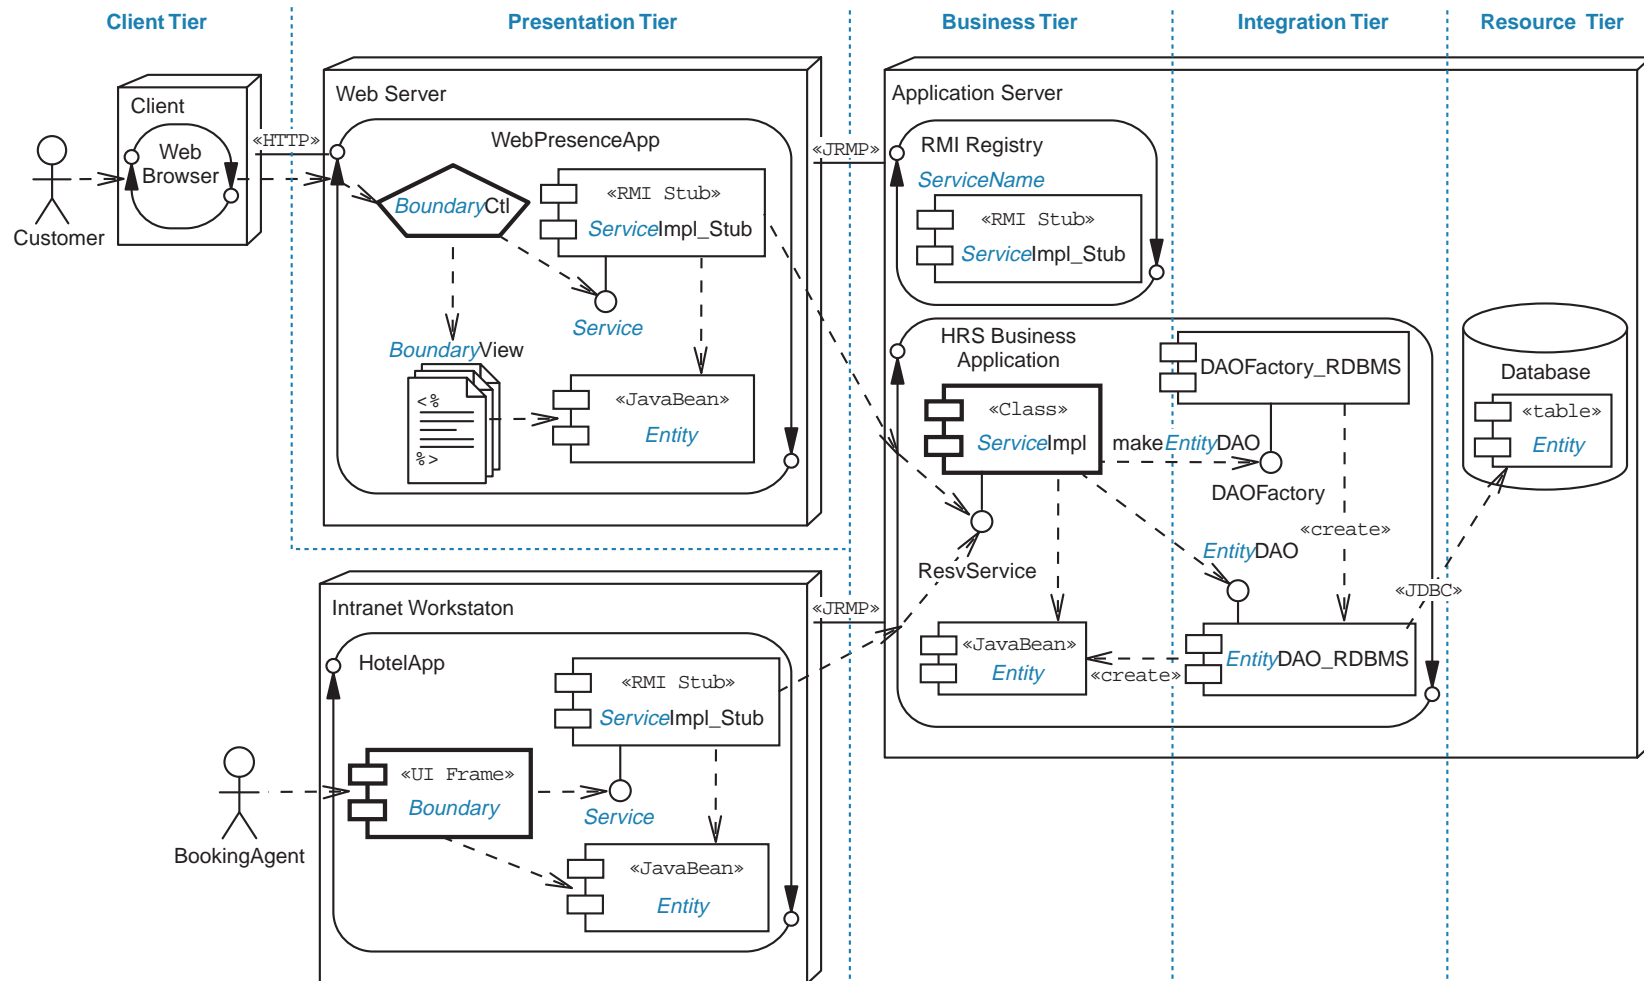 Client Tier
Presentation Tier
Business Tier
Integration Tier
Resource Tier
Client
Web
Browser
Customer
«HTTP»
Web Server
WebPresenceApp
BoundaryCtl
«RMI Stub»
ServiceImpl_Stub
Service
BoundaryView
<%
%>
«JavaBean»
Entity
«JRMP»
Application Server
RMI Registry
ServiceName
«RMI Stub»
ServiceImpl_Stub
HRS Business
Application
«Class»
ServiceImpl
makeEntityDAO
DAOFactory_RDBMS
DAOFactory
«create»
EntityDAO
ResvService
«JavaBean»
Entity
«create»
EntityDAO_RDBMS
«JDBC»
Database
«table»
Entity
Intranet Workstaton
«JRMP»
HotelApp
«RMI Stub»
ServiceImpl_Stub
«UI Frame»
Boundary
Service
BookingAgent
«JavaBean»
Entity